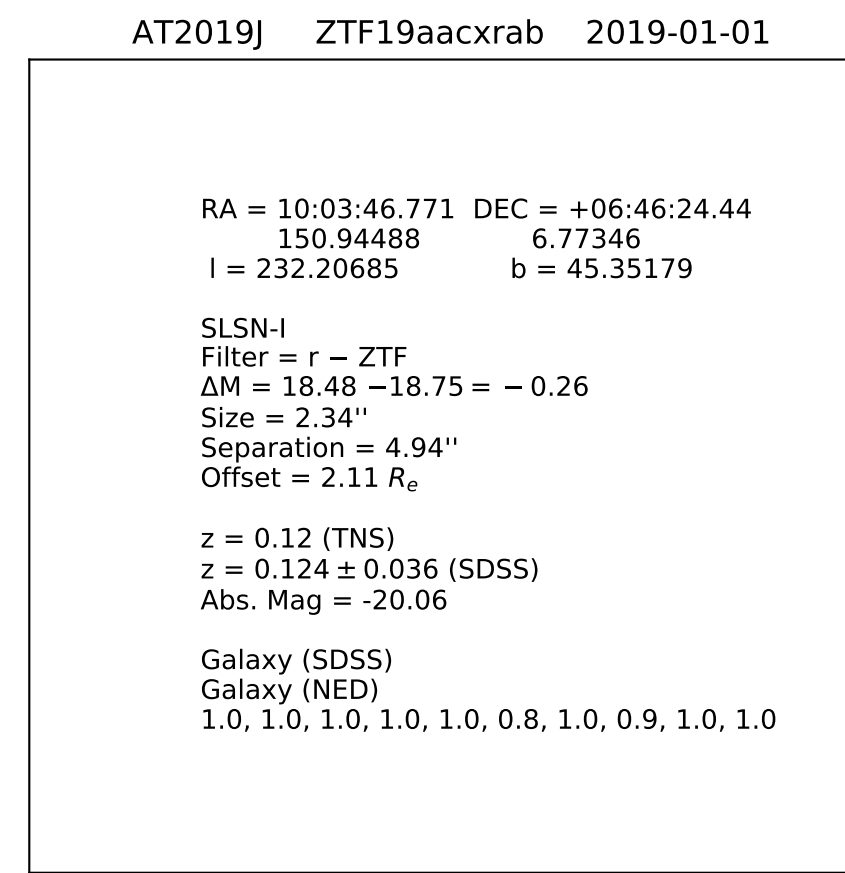 AT2019J ZTF19aacxrab 2019-01-01
RA = 10:03:46.771 DEC = +06:46:24.44
150.94488 6.77346
l = 232.20685 b = 45.35179
SLSN-I
Filter = r − ZTF
ΔM = 18.48 −18.75 = − 0.26
Size = 2.34''
Separation = 4.94''
Offset = 2.11 Rₑ
z = 0.12 (TNS)
z = 0.124 ± 0.036 (SDSS)
Abs. Mag = -20.06
Galaxy (SDSS)
Galaxy (NED)
1.0, 1.0, 1.0, 1.0, 1.0, 0.8, 1.0, 0.9, 1.0, 1.0